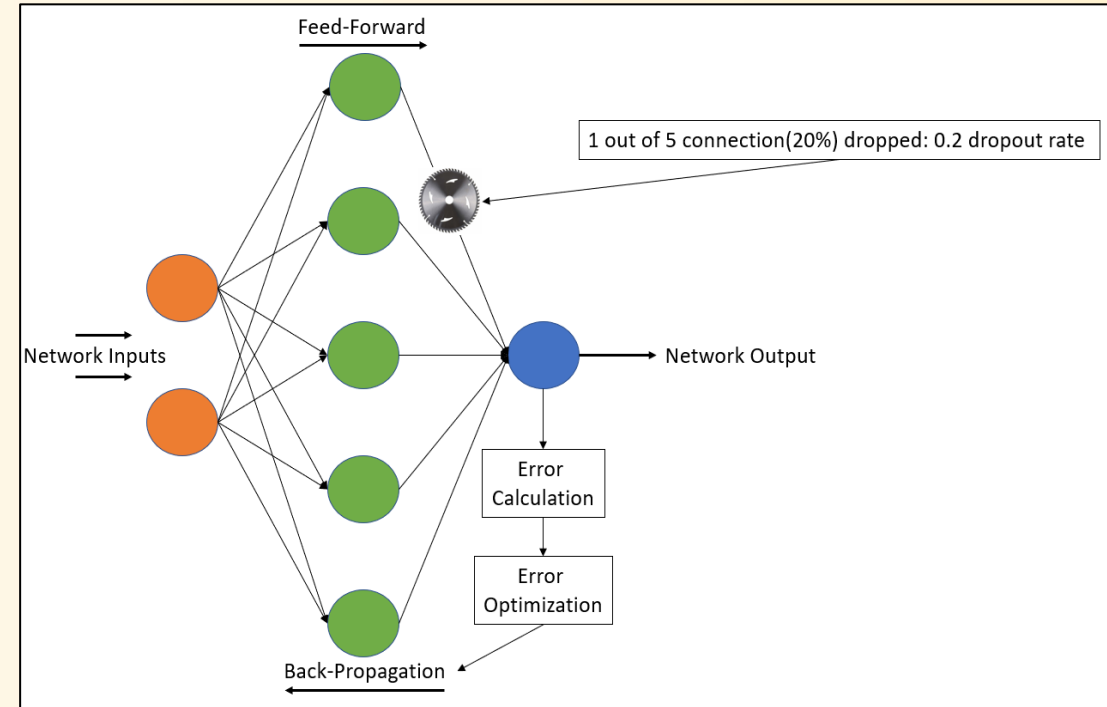 Feed-Forward
1 out of 5 connection(20%) dropped: 0.2 dropout rate
Network Inputs
Network Output
Error
Calculation
Error
Optimization
Back-Propagation